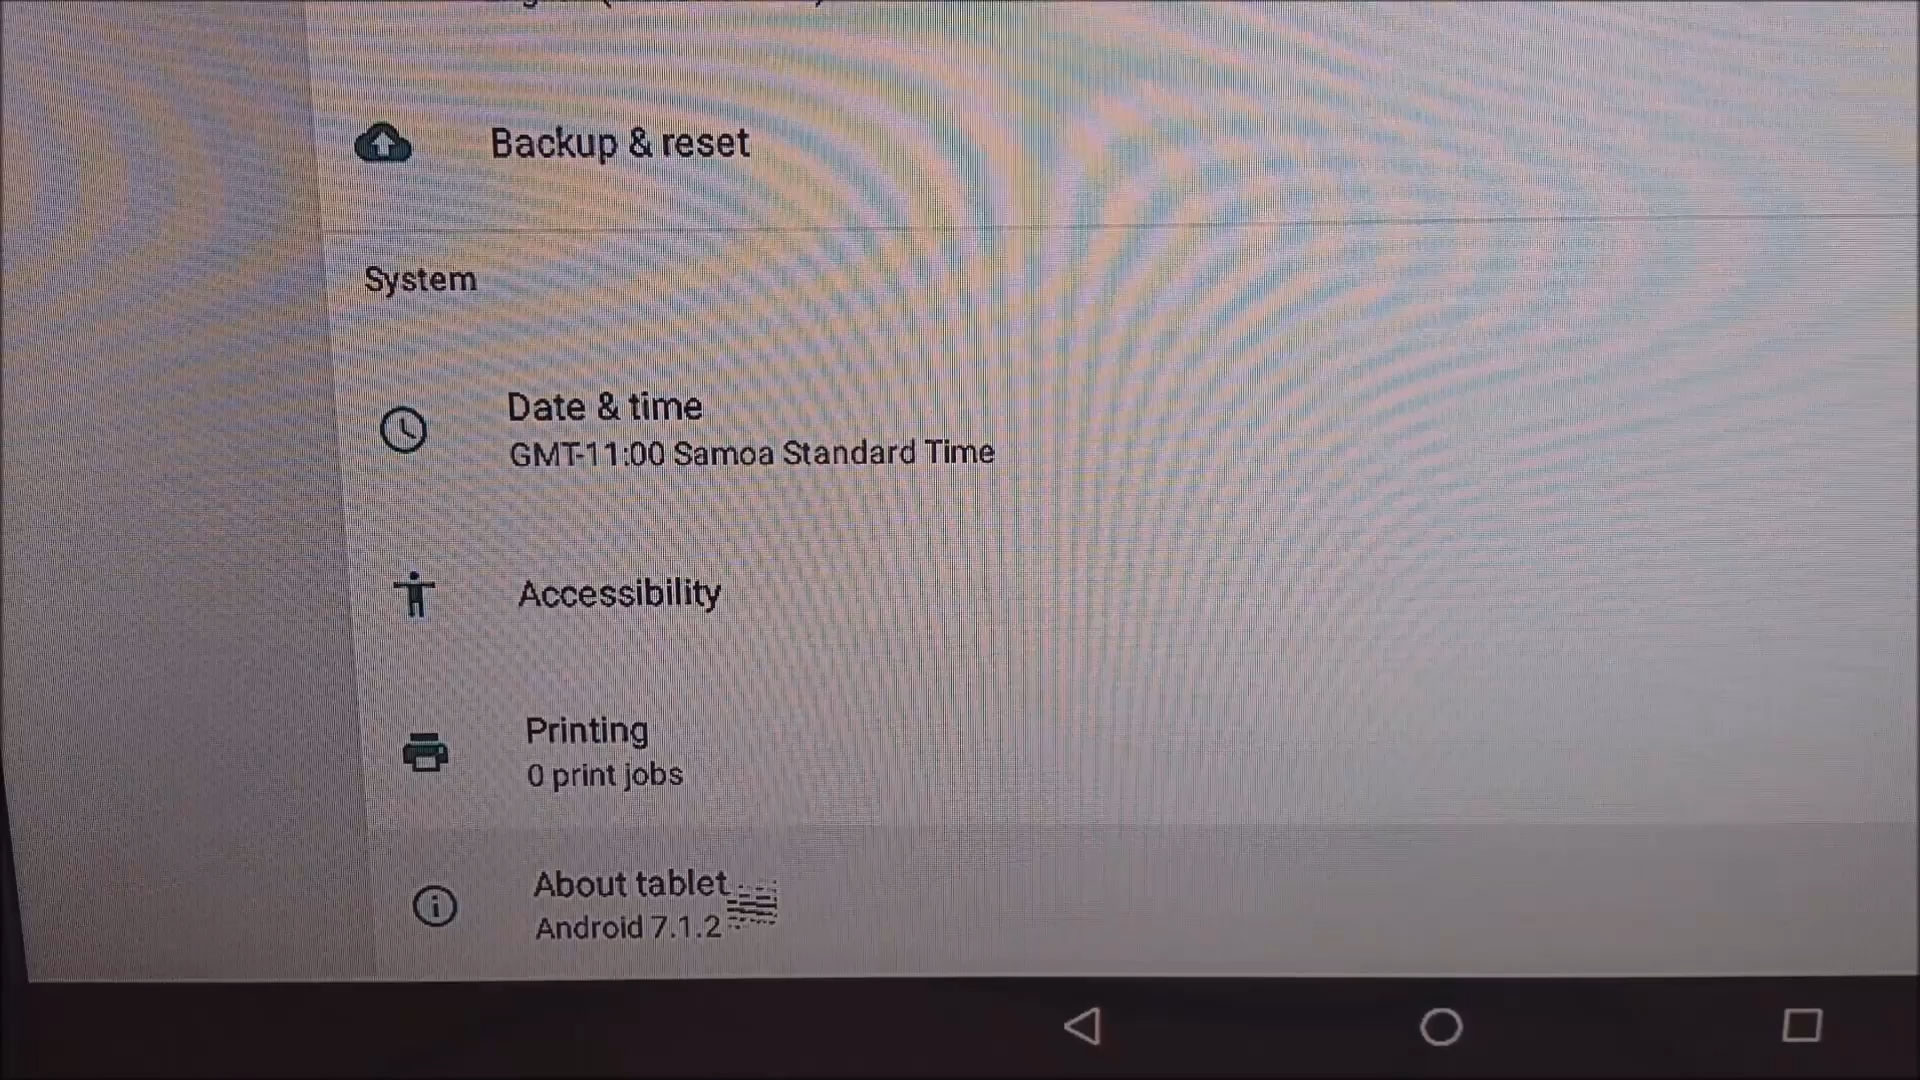 Backup & reset
System
Date & time
GMT-11:00 Samoa Standard Time
Accessibility
Printing
0 print jobs
About tablet
Android 7.1.2